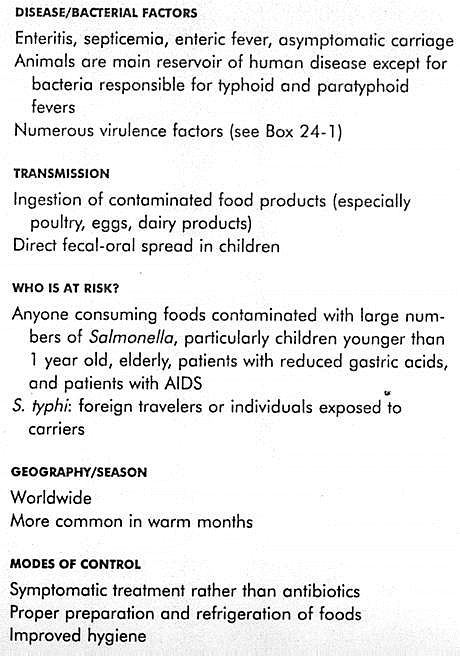 DISEASE/BACTERIAL FACTORS
Enteritis, septicemia, enteric fever, asymptomatic carriage
Animals are main reservoir of human disease except for
bacteria responsible for typhoid and paratyphoid
fevers
Numerous virulence factors (see Box 24-1)
TRANSMISSION
Ingestion of contaminated food products (especially
poultry, eggs, dairy products)
Direct fecal-oral spread in children
WHO IS AT RISK?
Anyone consuming foods contaminated with large num-
bers of Salmonella, particularly children younger than
1 year old, elderly, patients with reduced gastric acids,
and patients with AIDS
S. typhi: foreign travelers or individuals exposed to
carriers
GEOGRAPHY/SEASON
Worldwide
More common in warm months
MODES OF CONTROL
Symptomatic treatment rather than antibiotics
Proper preparation and refrigeration of foods
Improved hygiene